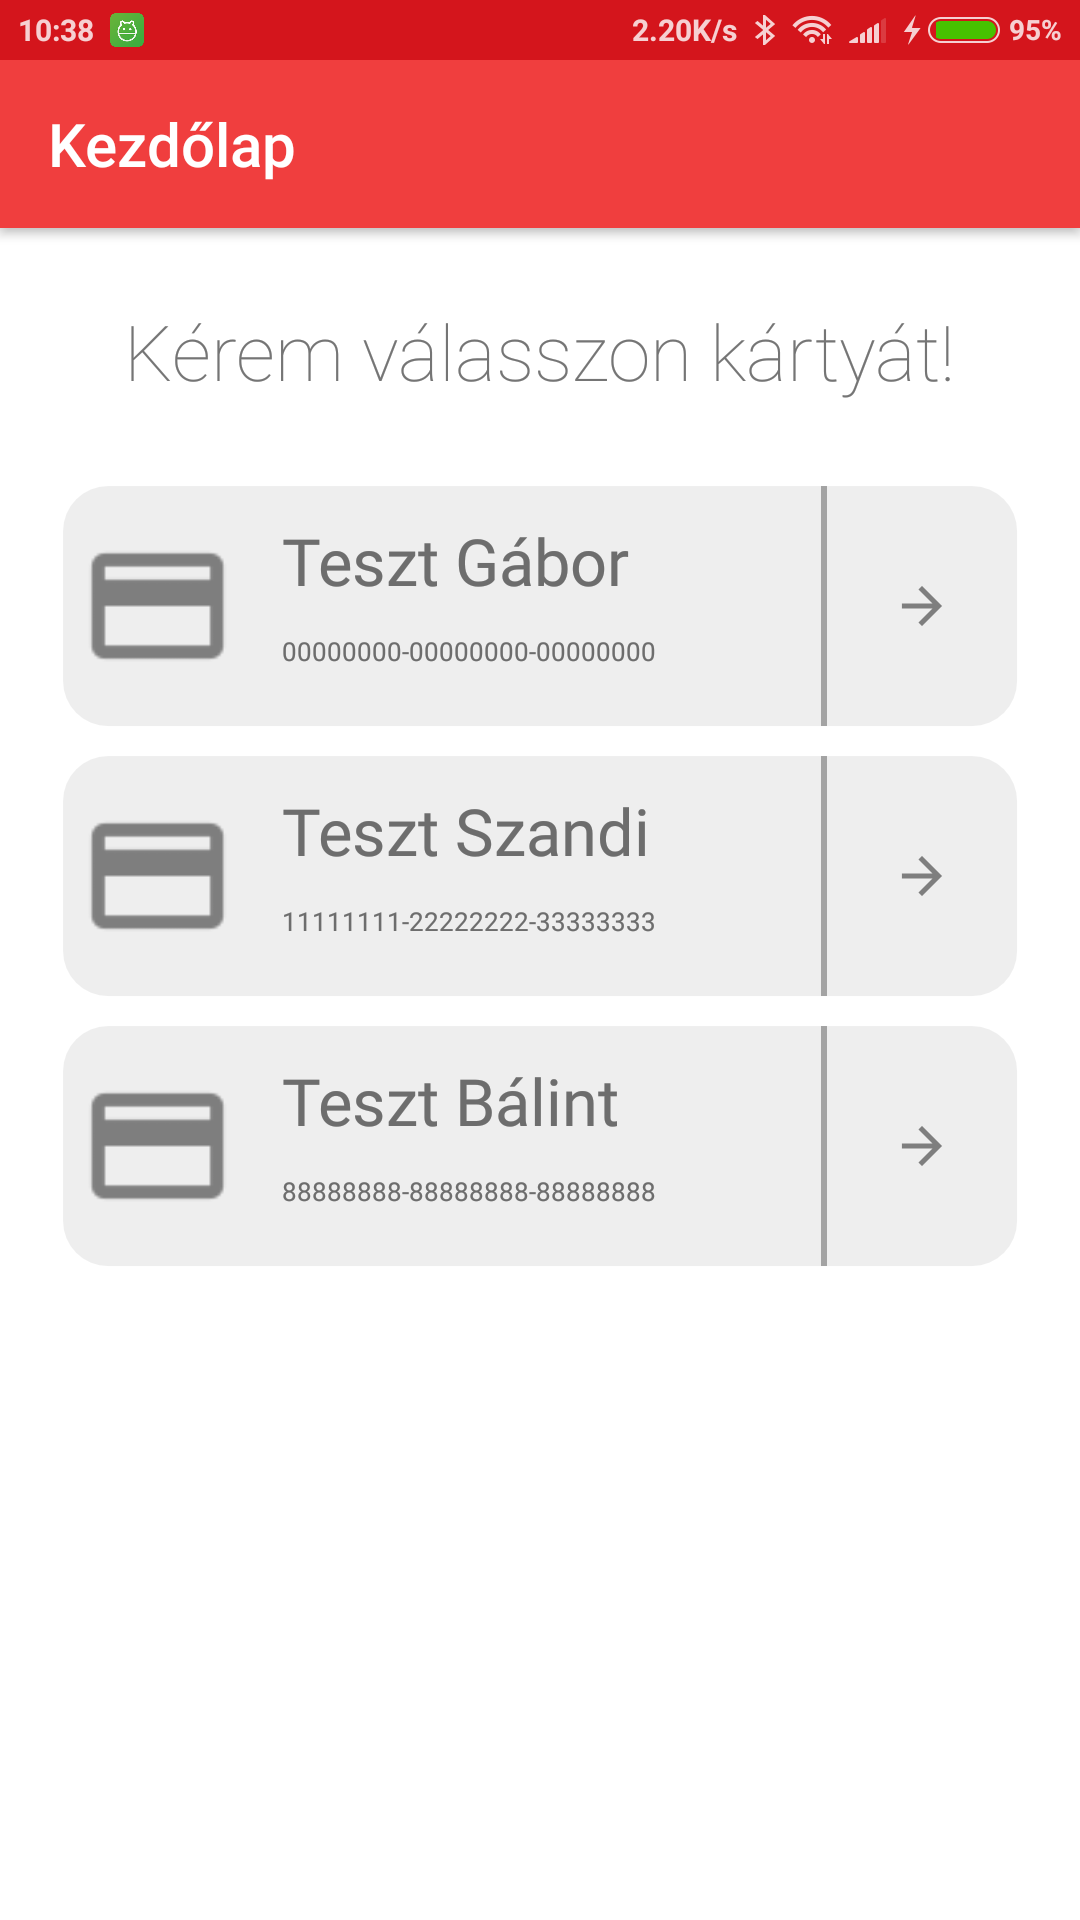 10:38 2.20K/s 95%
Kezdőlap
Kérem válasszon kártyát!
Teszt Gábor
00000000-00000000-00000000
Teszt Szandi
11111111-22222222-33333333
Teszt Bálint
88888888-88888888-88888888